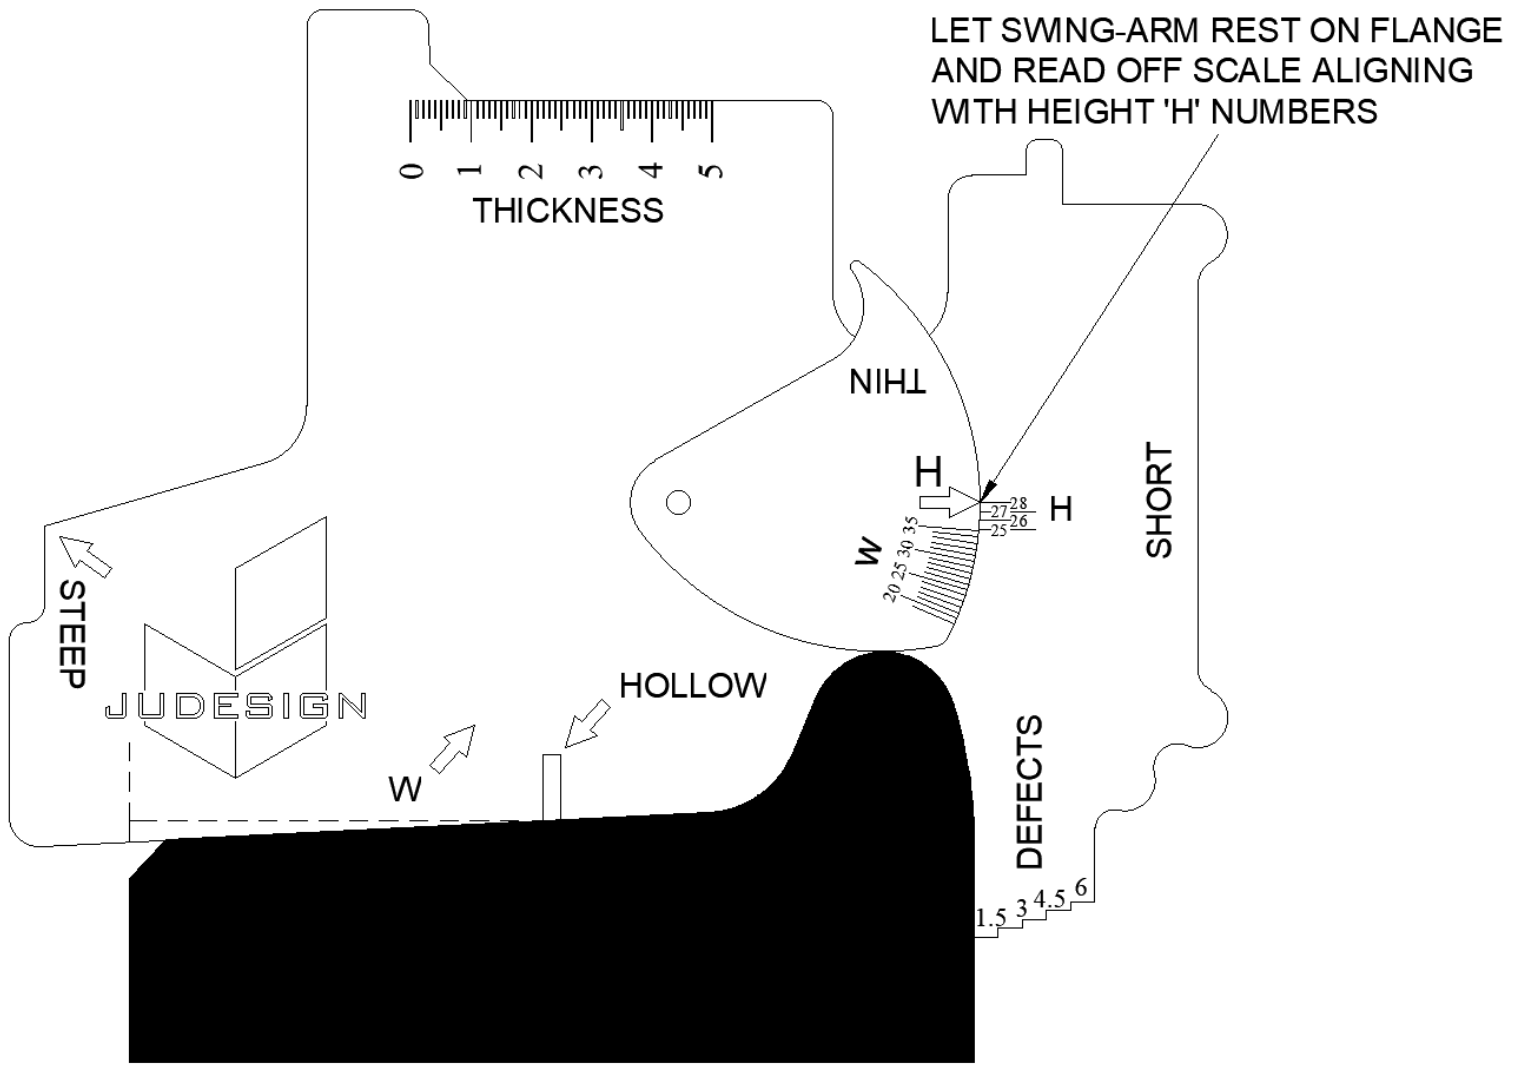 LET SWING-ARM REST ON FLANGE
AND READ OFF SCALE ALIGNING
WITH HEIGHT 'H' NUMBERS
0 1 2 3 4 5
THICKNESS
THIN
H
28
27
26
25
H
W
35
30
25
20
SHORT
STEEP
JUDESIGN
HOLLOW
W
DEFECTS
1.5 3 4.5 6